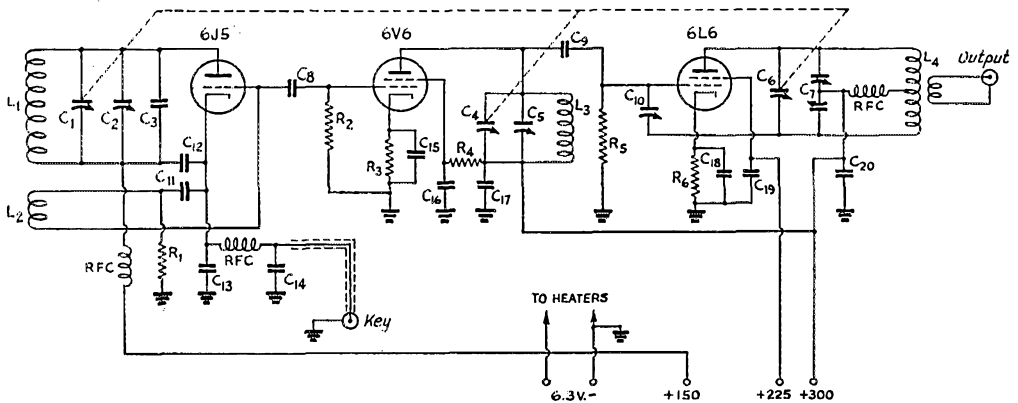 6J5
6V6
6L6
Output
L1
C1
C2
C3
C8
R2
C9
C4
C5
L3
C10
C6
C7
RFC
L4
C12
C11
R3
C15
R4
R5
C16
C17
R6
C18
C19
C20
L2
RFC
R1
RFC
C13
C14
Key
TO HEATERS
6.3V.~
+150
+225
+300